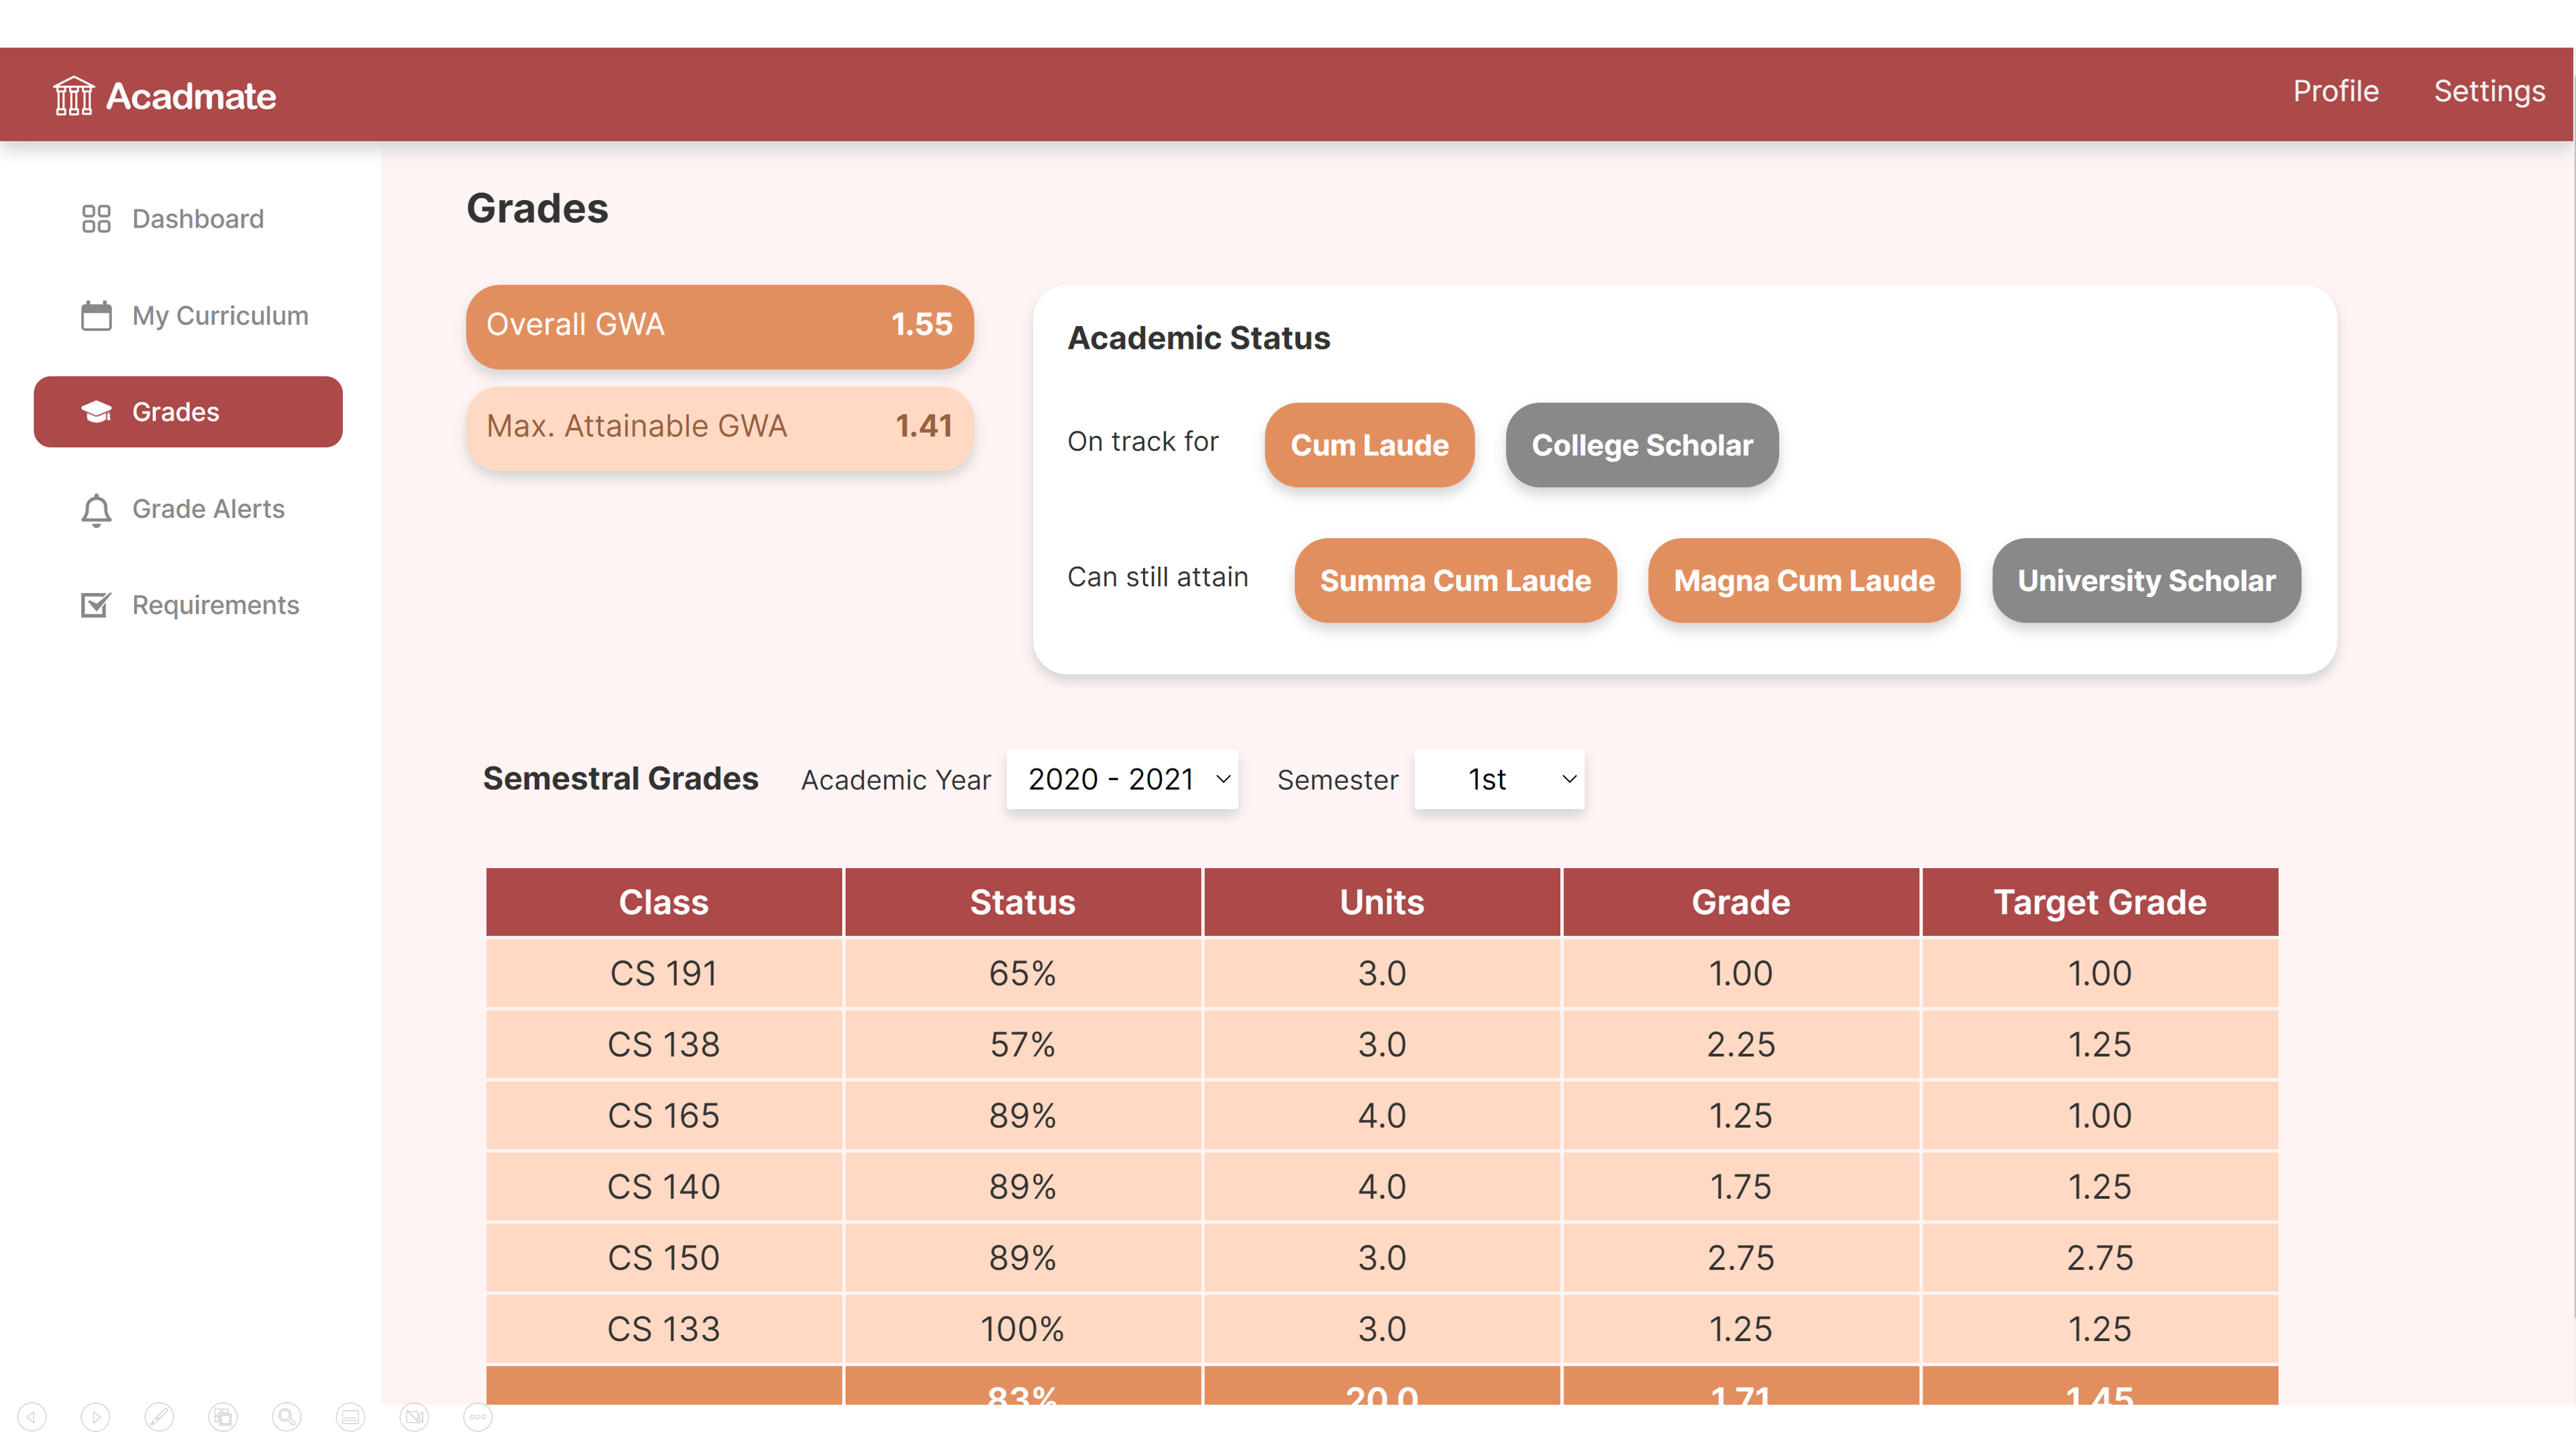 Acadmate
Profile Settings
Dashboard
My Curriculum
Grades
Grade Alerts
Requirements
Grades
Overall GWA 1.55
Max. Attainable GWA 1.41
Academic Status
On track for Cum Laude College Scholar
Can still attain Summa Cum Laude Magna Cum Laude University Scholar
Semestral Grades Academic Year 2020 - 2021 Semester 1st
Class Status Units Grade Target Grade
CS 191 65% 3.0 1.00 1.00
CS 138 57% 3.0 2.25 1.25
CS 165 89% 4.0 1.25 1.00
CS 140 89% 4.0 1.75 1.25
CS 150 89% 3.0 2.75 2.75
CS 133 100% 3.0 1.25 1.25
83% 20.0 1.71 1.45